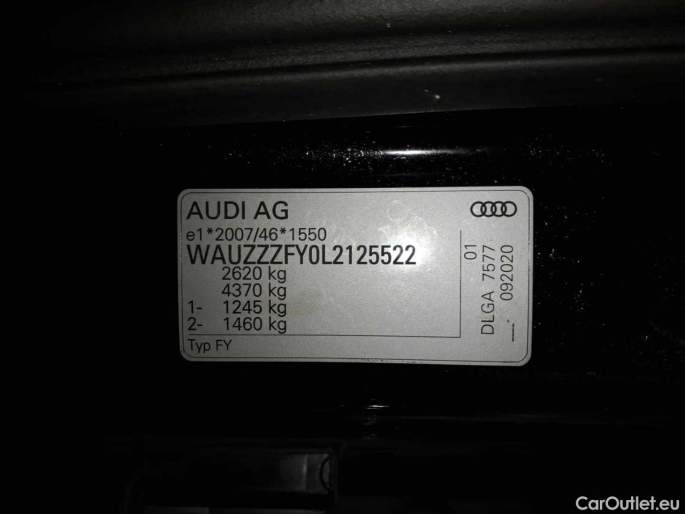 AUDI AG
e1*2007/46*1550
WAUZZZFY0L2125522
2620 kg
4370 kg
1- 1245 kg
2- 1460 kg
Typ FY
01
DLGA 7577
__. 092020
CarOutlet.eu